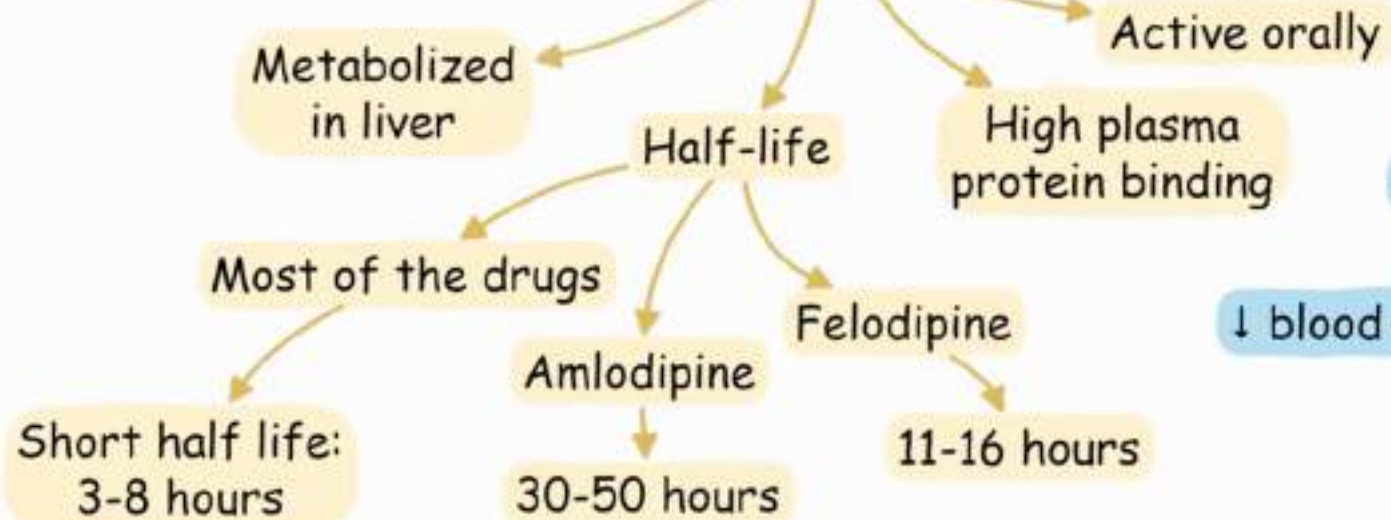 Active orally
Metabolized
in liver
Half-life
High plasma
protein binding
Most of the drugs
Felodipine
↓ blood
Amlodipine
Short half life:
3-8 hours
11-16 hours
30-50 hours